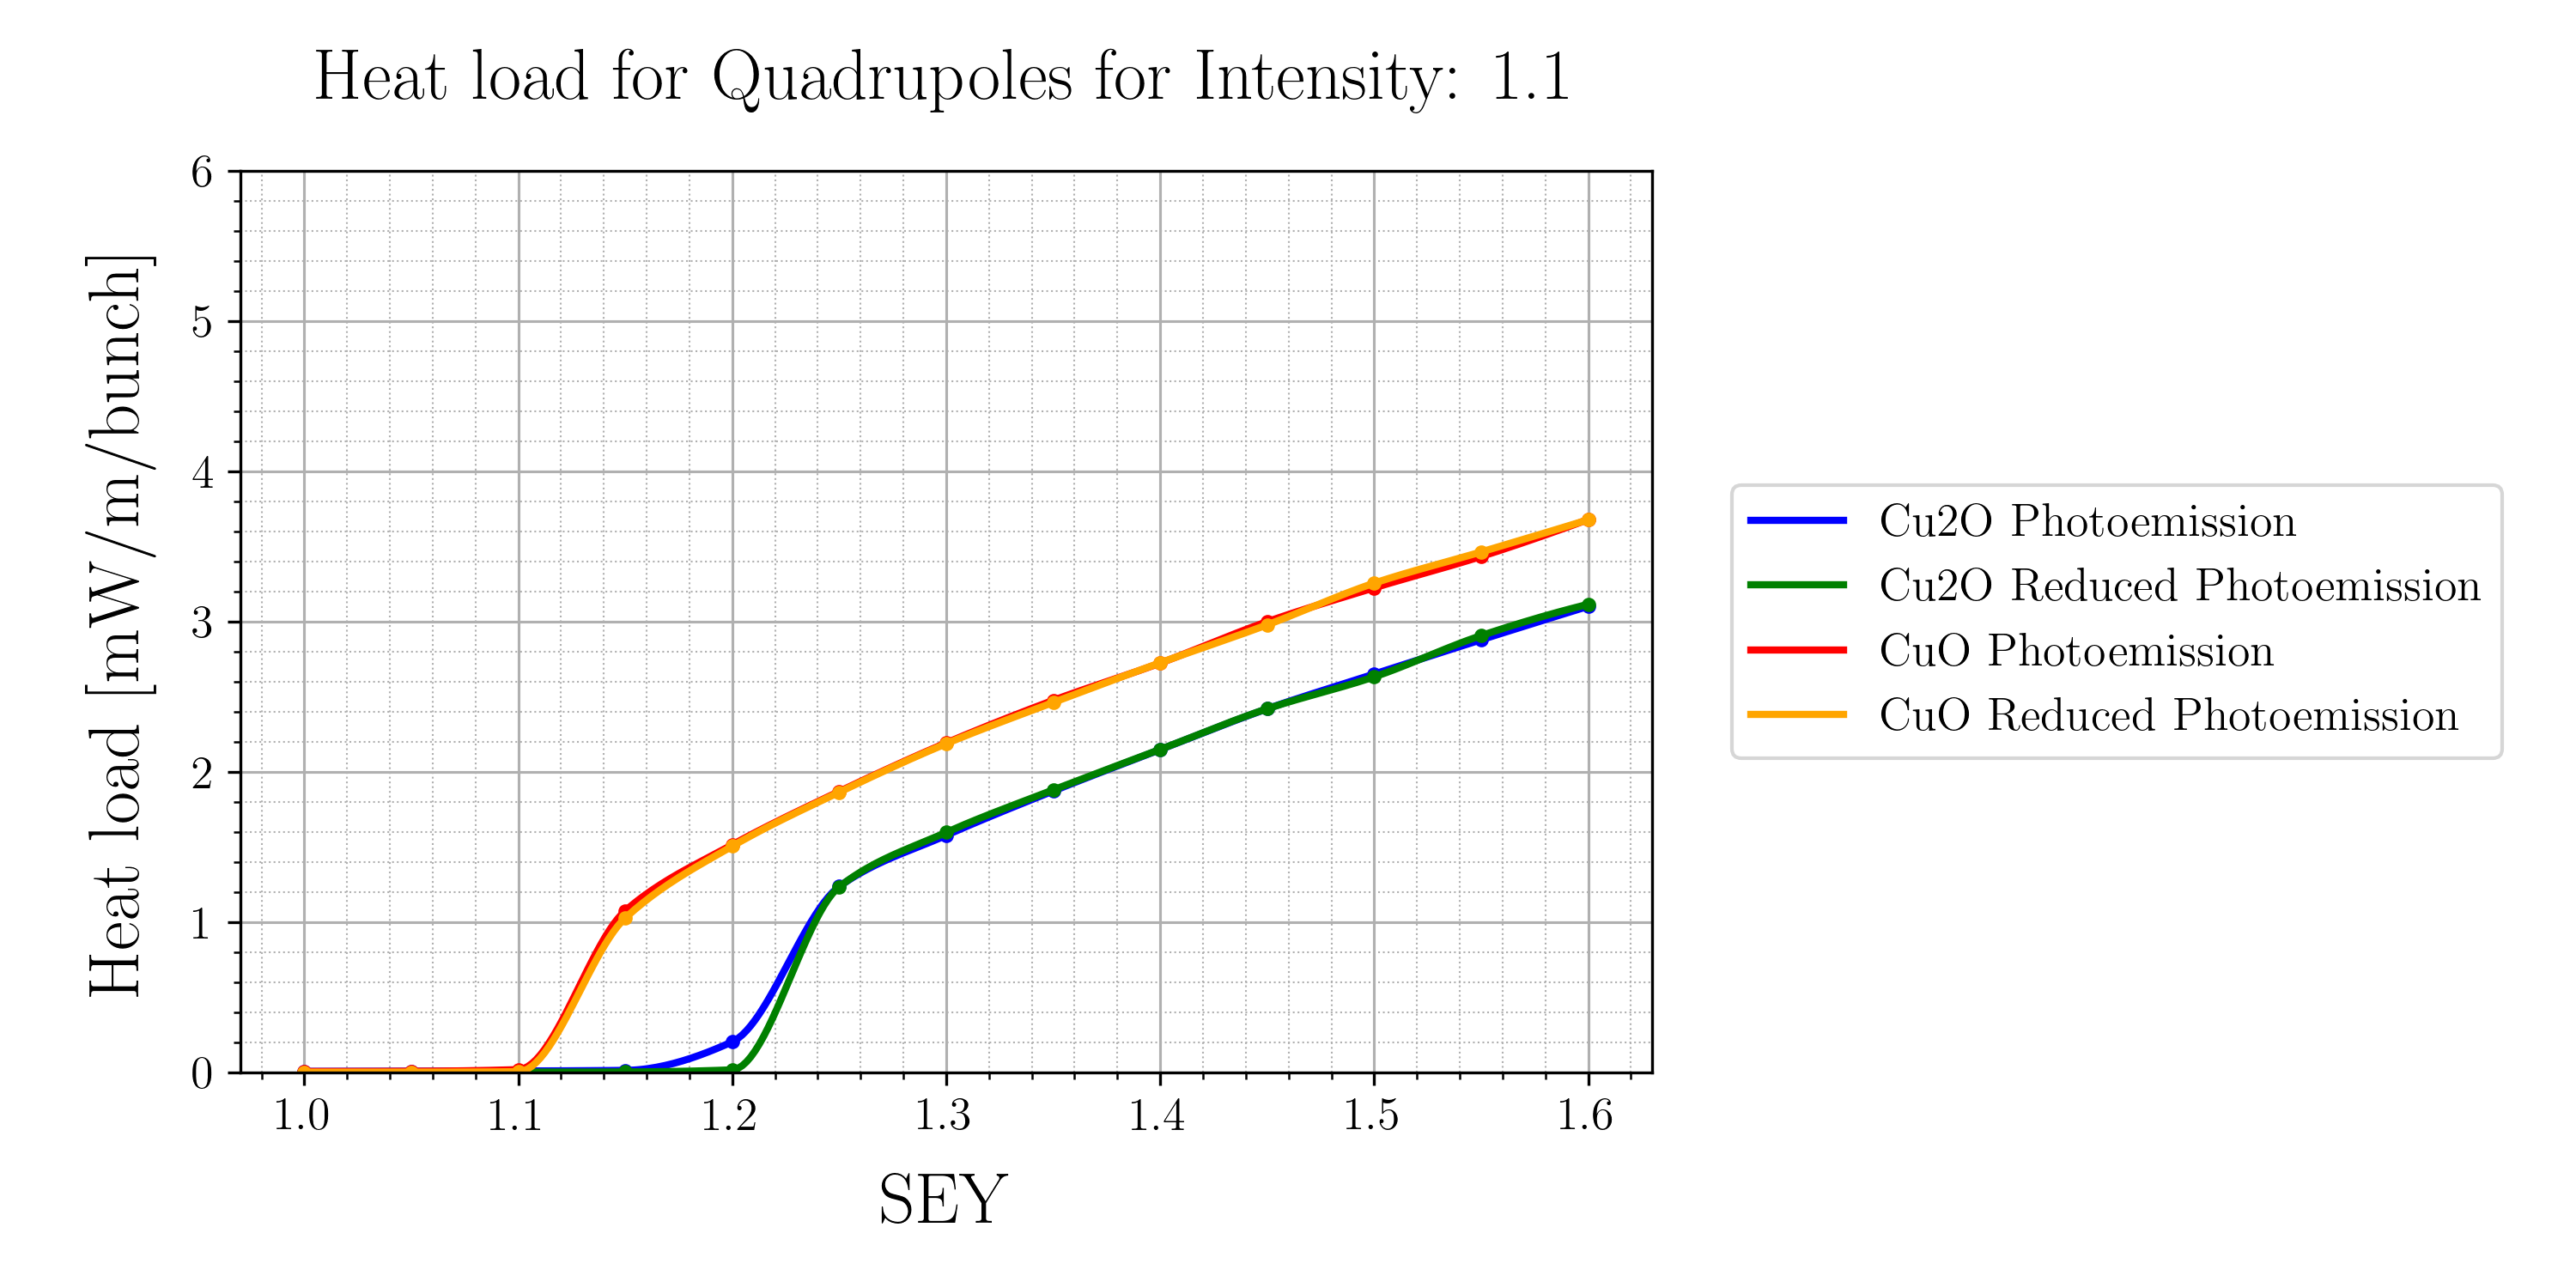 Heat load for Quadrupoles for Intensity: 1.1
Heat load [mW/m/bunch]
6
5
4
3
2
1
0
1.0 1.1 1.2 1.3 1.4 1.5 1.6
SEY
Cu2O Photoemission
Cu2O Reduced Photoemission
CuO Photoemission
CuO Reduced Photoemission